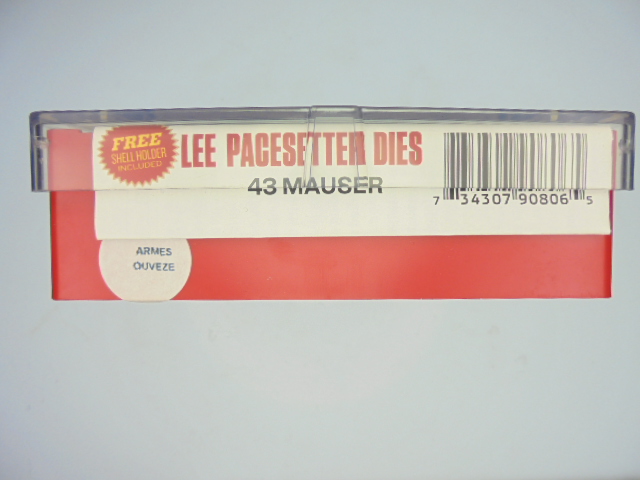 FREE
SHELL HOLDER
INCLUDED
LEE PACESETTER DIES
43 MAUSER
7 34307 90806 5
ARMES
OUVEZE